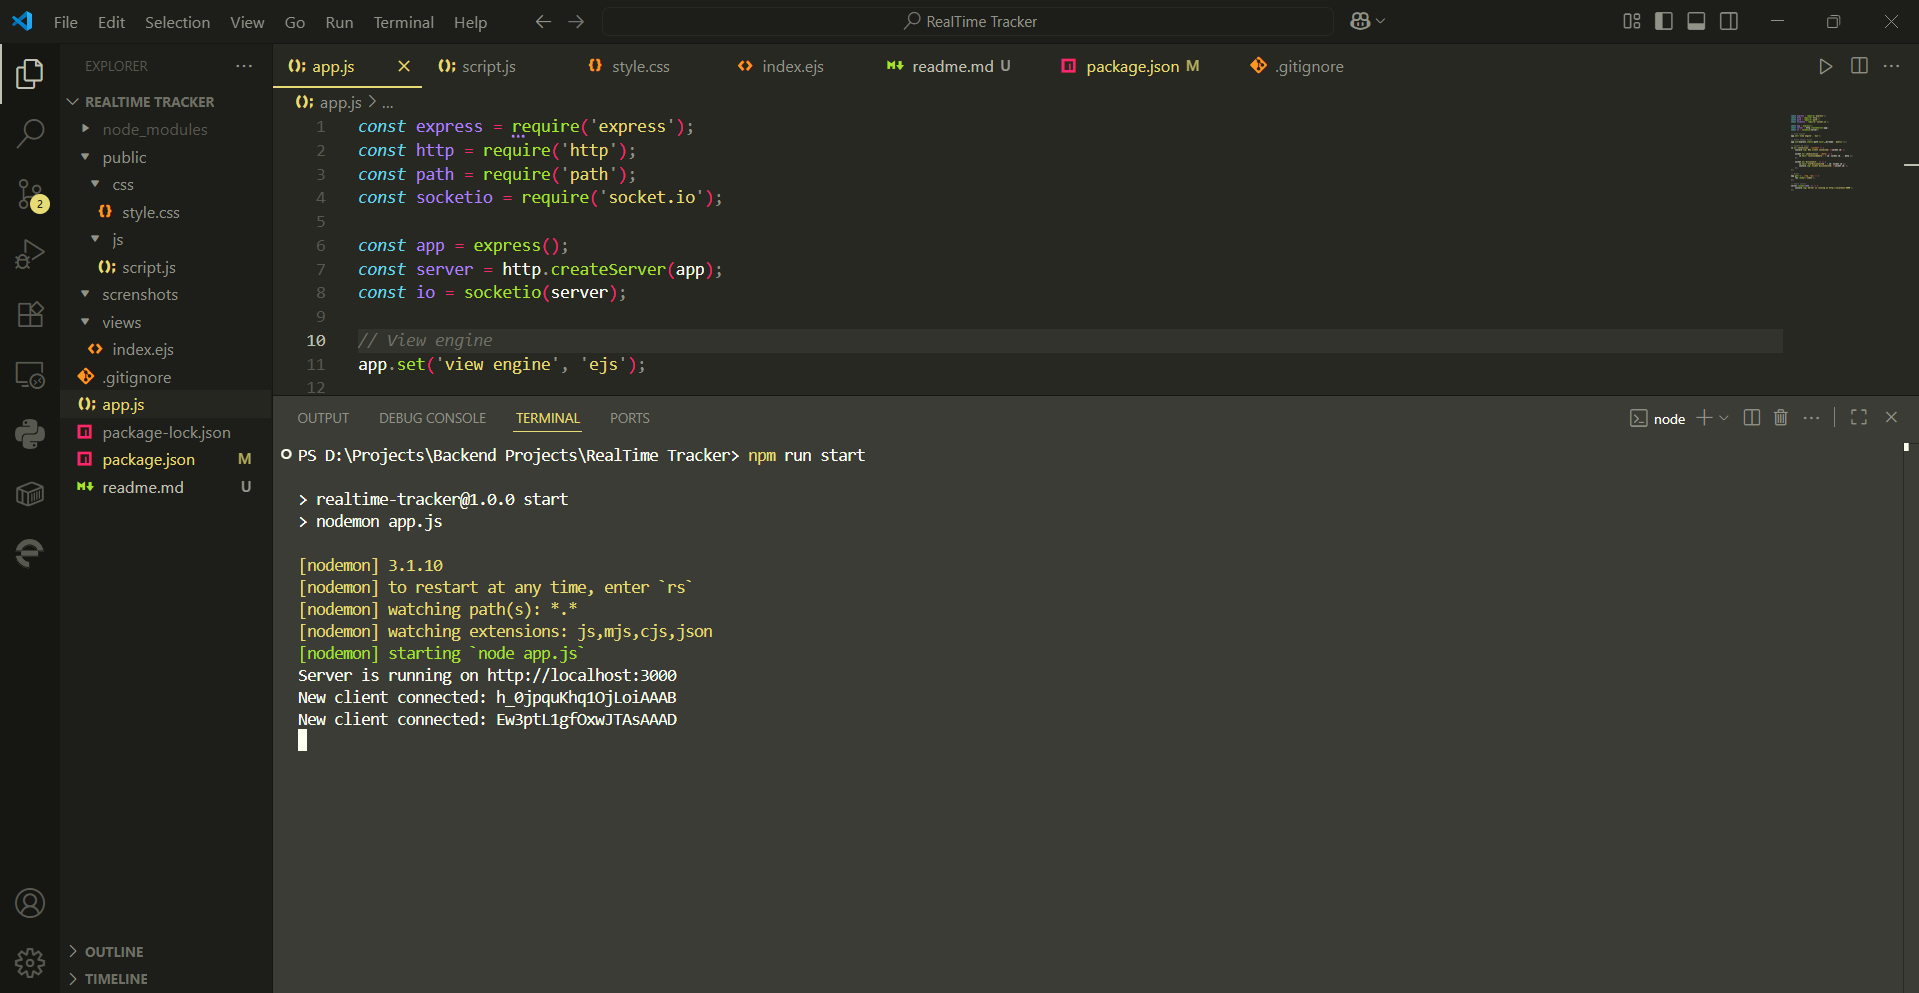 File Edit Selection View Go Run Terminal Help
RealTime Tracker
EXPLORER
REALTIME TRACKER
node_modules
public
css
style.css
js
script.js
screnshots
views
index.ejs
.gitignore
app.js
package-lock.json
package.json M
readme.md U
2
OUTLINE
TIMELINE
app.js script.js style.css index.ejs readme.md U package.json M .gitignore
app.js > ...
1 const express = require('express');
2 const http = require('http');
3 const path = require('path');
4 const socketio = require('socket.io');
5
6 const app = express();
7 const server = http.createServer(app);
8 const io = socketio(server);
9
10 // View engine
11 app.set('view engine', 'ejs');
12
OUTPUT DEBUG CONSOLE TERMINAL PORTS
node
PS D:\Projects\Backend Projects\RealTime Tracker> npm run start
> realtime-tracker@1.0.0 start
> nodemon app.js
[nodemon] 3.1.10
[nodemon] to restart at any time, enter `rs`
[nodemon] watching path(s): *.*
[nodemon] watching extensions: js,mjs,cjs,json
[nodemon] starting `node app.js`
Server is running on http://localhost:3000
New client connected: h_0jpquKhq1OjLoiAAAB
New client connected: Ew3ptL1gfOxwJTAsAAAD